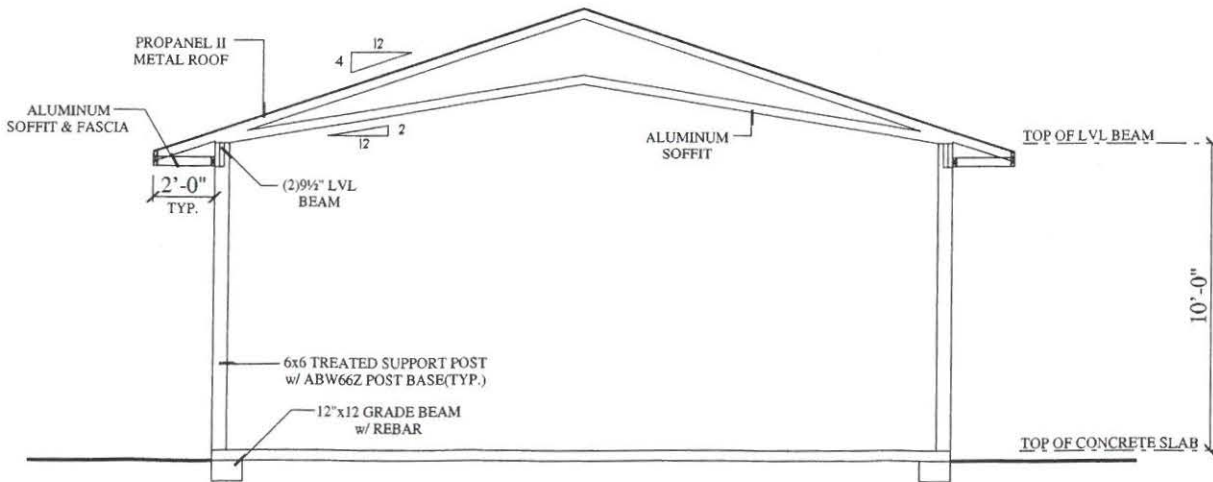 PROPANEL II
METAL ROOF
12
4
ALUMINUM
SOFFIT & FASCIA
2
12
ALUMINUM
SOFFIT
TOP OF LVL BEAM
2'-0"
TYP.
(2)9½" LVL
BEAM
10'-0"
6x6 TREATED SUPPORT POST
w/ ABW66Z POST BASE(TYP.)
12"x12 GRADE BEAM
w/ REBAR
TOP OF CONCRETE SLAB